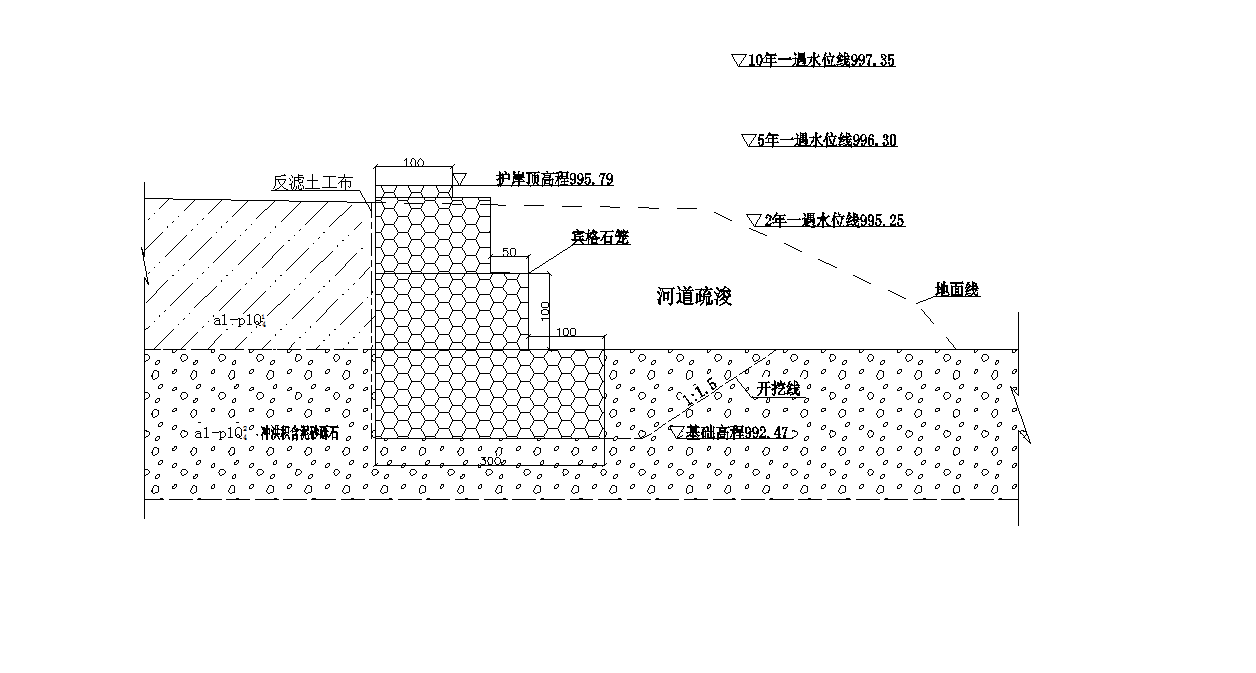 ▽10年一遇水位线997.35
▽5年一遇水位线996.30
100
反滤土工布
▽ 护岸顶高程995.79
▽2年一遇水位线995.25
宾格石笼
50
地面线
河道疏浚
100
al-plQ
100
1:1.5
开挖线
al-plQ 冲洪积含泥砂砾石
▽基础高程992.47
300